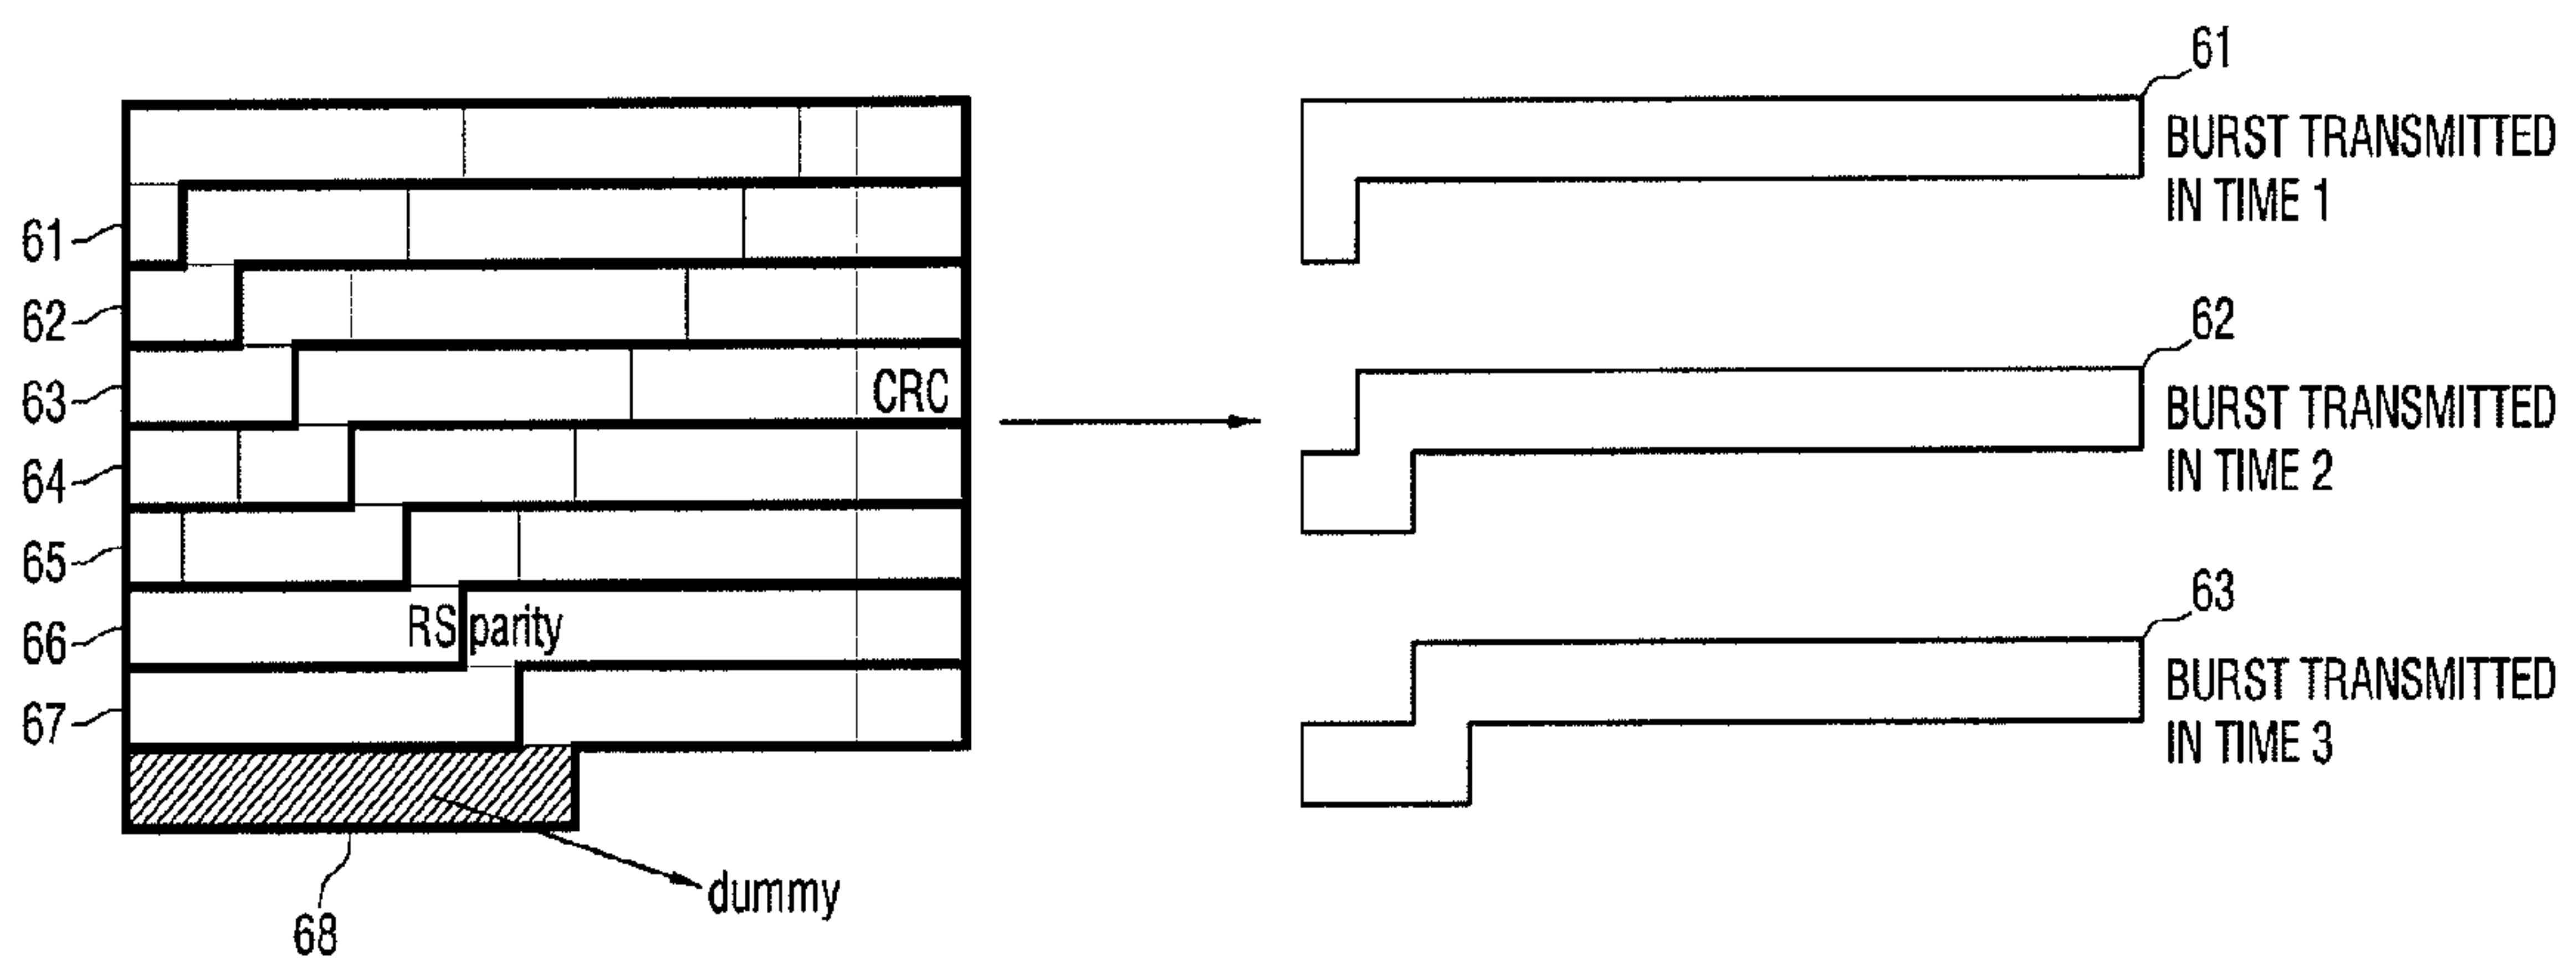 61
62
63
64
65
66
67
68
CRC
RS parity
dummy
61
BURST TRANSMITTED
IN TIME 1
62
BURST TRANSMITTED
IN TIME 2
63
BURST TRANSMITTED
IN TIME 3